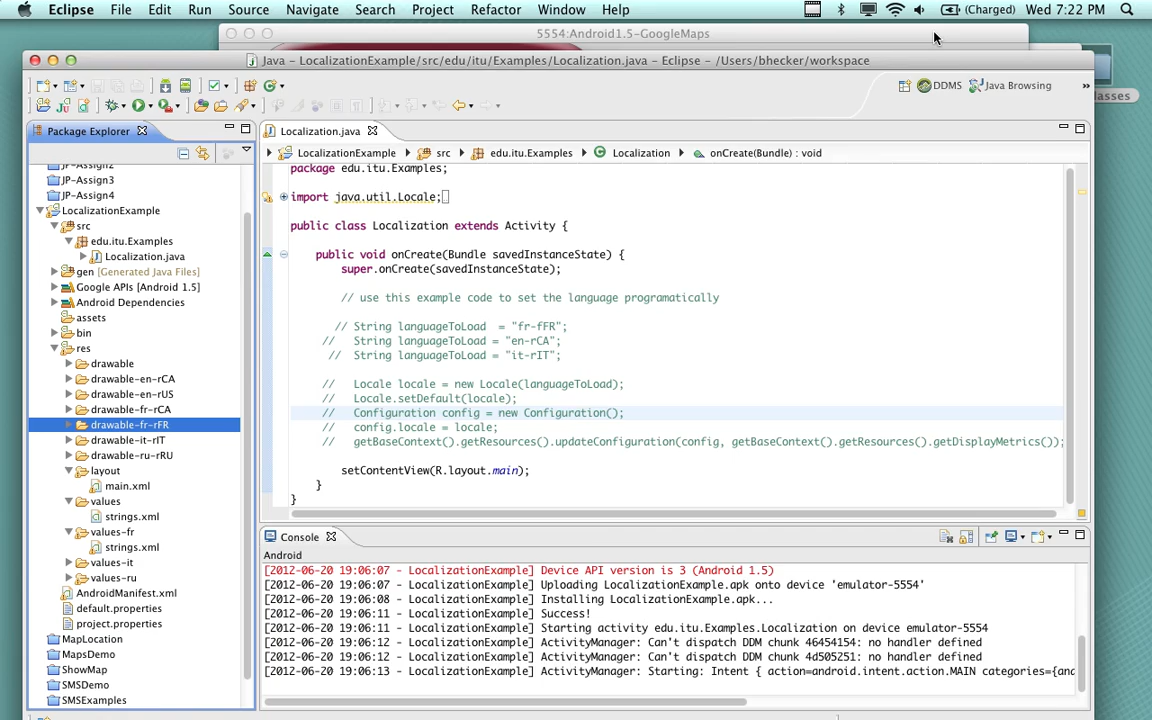 Eclipse File Edit Run Source Navigate Search Project Refactor Window Help (Charged) Wed 7:22 PM
5554:Android1.5-GoogleMaps
Java – LocalizationExample/src/edu/itu/Examples/Localization.java – Eclipse – /Users/bhecker/workspace
DDMS Java Browsing »
lasses
Package Explorer
Localization.java
LocalizationExample src edu.itu.Examples Localization onCreate(Bundle) : void
JP-Assign2
JP-Assign3
JP-Assign4
LocalizationExample
src
edu.itu.Examples
Localization.java
gen [Generated Java Files]
Google APIs [Android 1.5]
Android Dependencies
assets
bin
res
drawable
drawable-en-rCA
drawable-en-rUS
drawable-fr-rCA
drawable-fr-rFR
drawable-it-rIT
drawable-ru-rRU
layout
main.xml
values
strings.xml
values-fr
strings.xml
values-it
values-ru
AndroidManifest.xml
default.properties
project.properties
MapLocation
MapsDemo
ShowMap
SMSDemo
SMSExamples
package edu.itu.Examples;
import java.util.Locale;
public class Localization extends Activity {
public void onCreate(Bundle savedInstanceState) {
super.onCreate(savedInstanceState);
// use this example code to set the language programatically
// String languageToLoad  = "fr-fFR";
// String languageToLoad = "en-rCA";
// String languageToLoad = "it-rIT";
// Locale locale = new Locale(languageToLoad);
// Locale.setDefault(locale);
// Configuration config = new Configuration();
// config.locale = locale;
// getBaseContext().getResources().updateConfiguration(config, getBaseContext().getResources().getDisplayMetrics());
setContentView(R.layout.main);
}
}
Console
Android
[2012-06-20 19:06:07 - LocalizationExample] Device API version is 3 (Android 1.5)
[2012-06-20 19:06:07 - LocalizationExample] Uploading LocalizationExample.apk onto device 'emulator-5554'
[2012-06-20 19:06:08 - LocalizationExample] Installing LocalizationExample.apk...
[2012-06-20 19:06:11 - LocalizationExample] Success!
[2012-06-20 19:06:11 - LocalizationExample] Starting activity edu.itu.Examples.Localization on device emulator-5554
[2012-06-20 19:06:12 - LocalizationExample] ActivityManager: Can't dispatch DDM chunk 46454154: no handler defined
[2012-06-20 19:06:12 - LocalizationExample] ActivityManager: Can't dispatch DDM chunk 4d505251: no handler defined
[2012-06-20 19:06:13 - LocalizationExample] ActivityManager: Starting: Intent { action=android.intent.action.MAIN categories={and